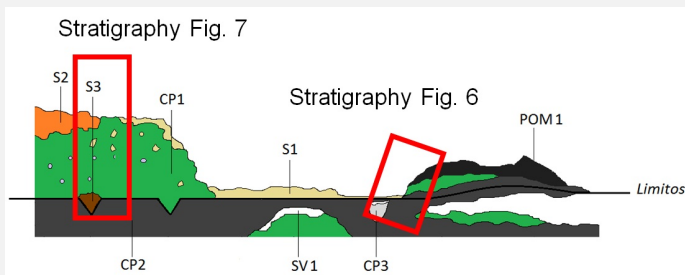 Stratigraphy Fig. 7
S2
S3
CP1
Stratigraphy Fig. 6
S1
POM 1
Limitos
CP2
SV 1
CP3